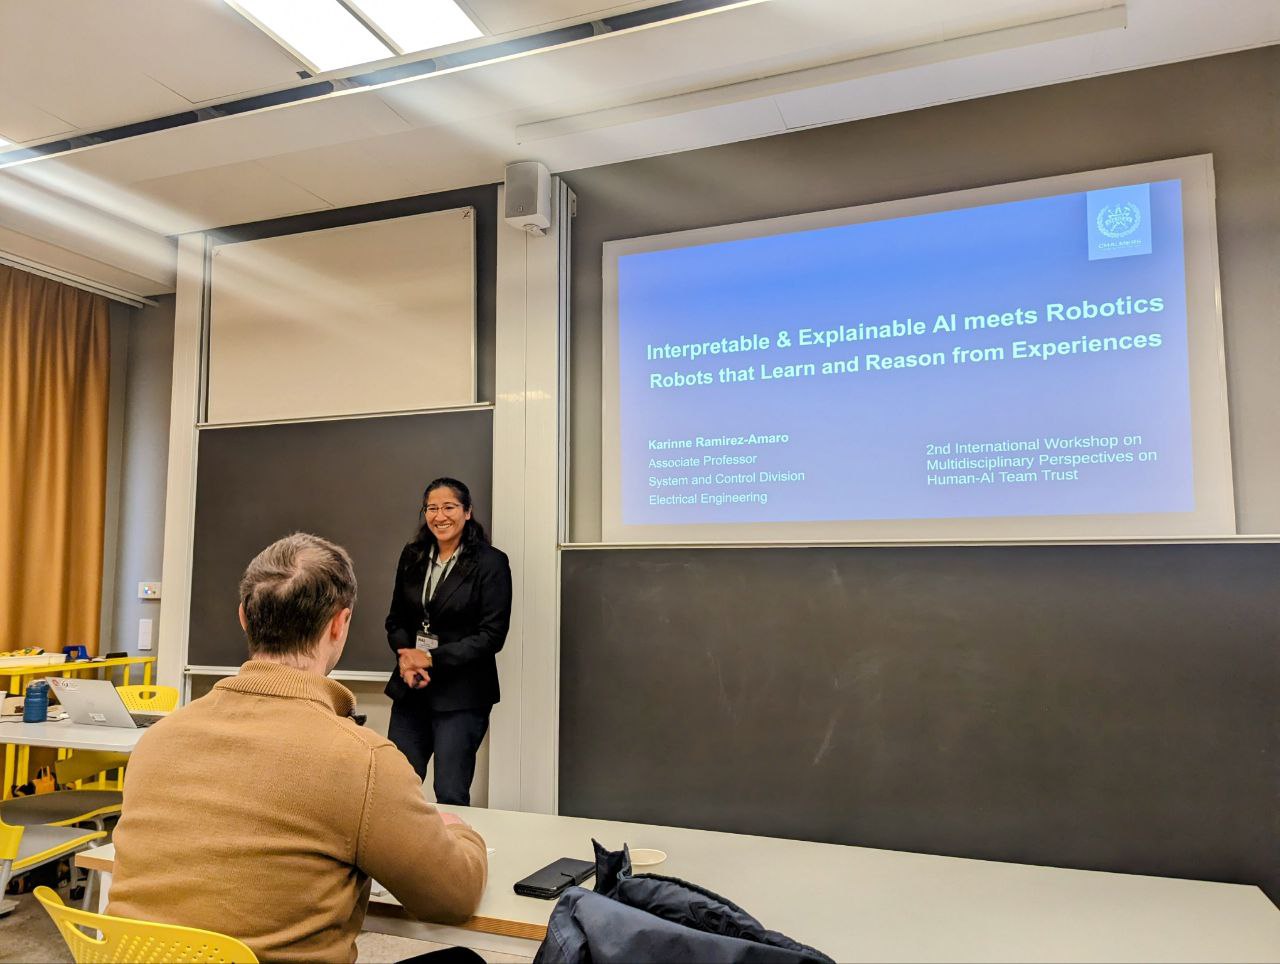 CHALMERS
Interpretable & Explainable AI meets Robotics
Robots that Learn and Reason from Experiences
Karinne Ramirez-Amaro
Associate Professor
System and Control Division
Electrical Engineering
2nd International Workshop on
Multidisciplinary Perspectives on
Human-AI Team Trust